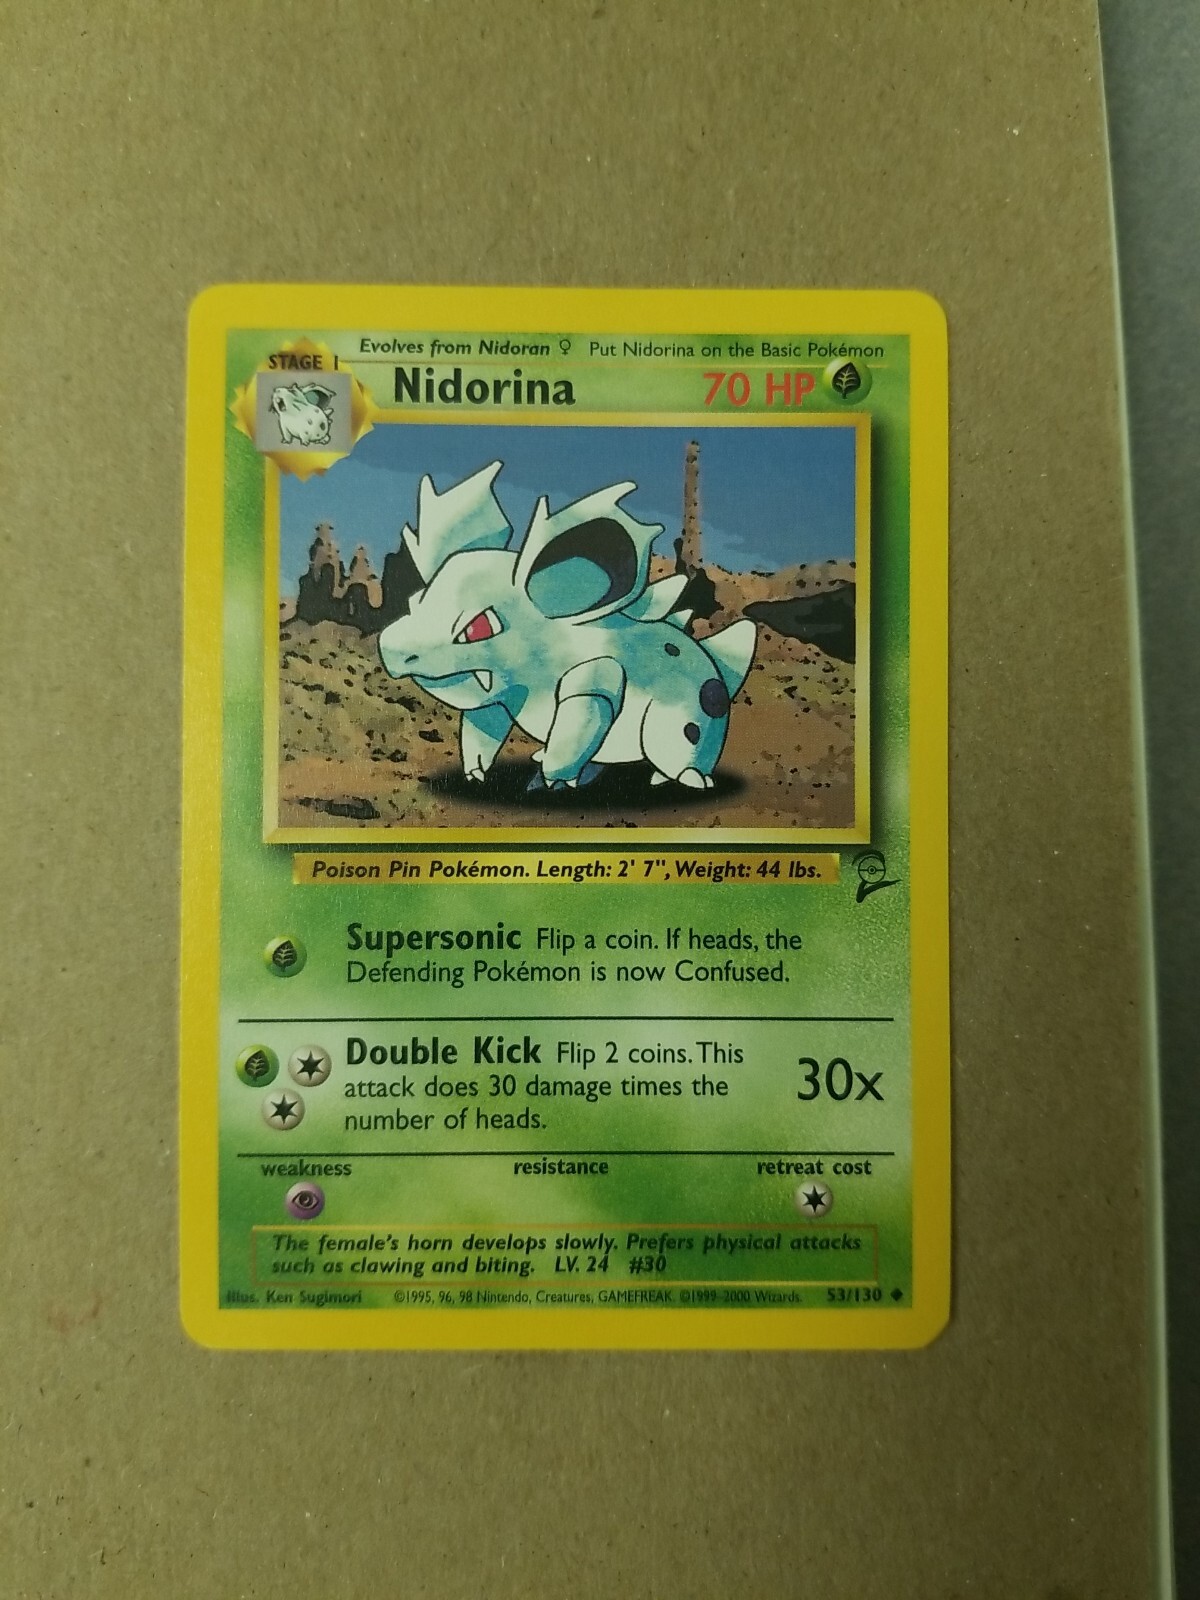 Evolves from Nidoran ♀ Put Nidorina on the Basic Pokémon
STAGE 1
Nidorina 70 HP
Poison Pin Pokémon. Length: 2' 7", Weight: 44 lbs.
Supersonic Flip a coin. If heads, the
Defending Pokémon is now Confused.
Double Kick Flip 2 coins. This
attack does 30 damage times the
number of heads.
30x
weakness resistance retreat cost
The female's horn develops slowly. Prefers physical attacks
such as clawing and biting. LV. 24 #30
Illus. Ken Sugimori ©1995, 96, 98 Nintendo, Creatures, GAMEFREAK. ©1999-2000 Wizards. 53/130 ◆